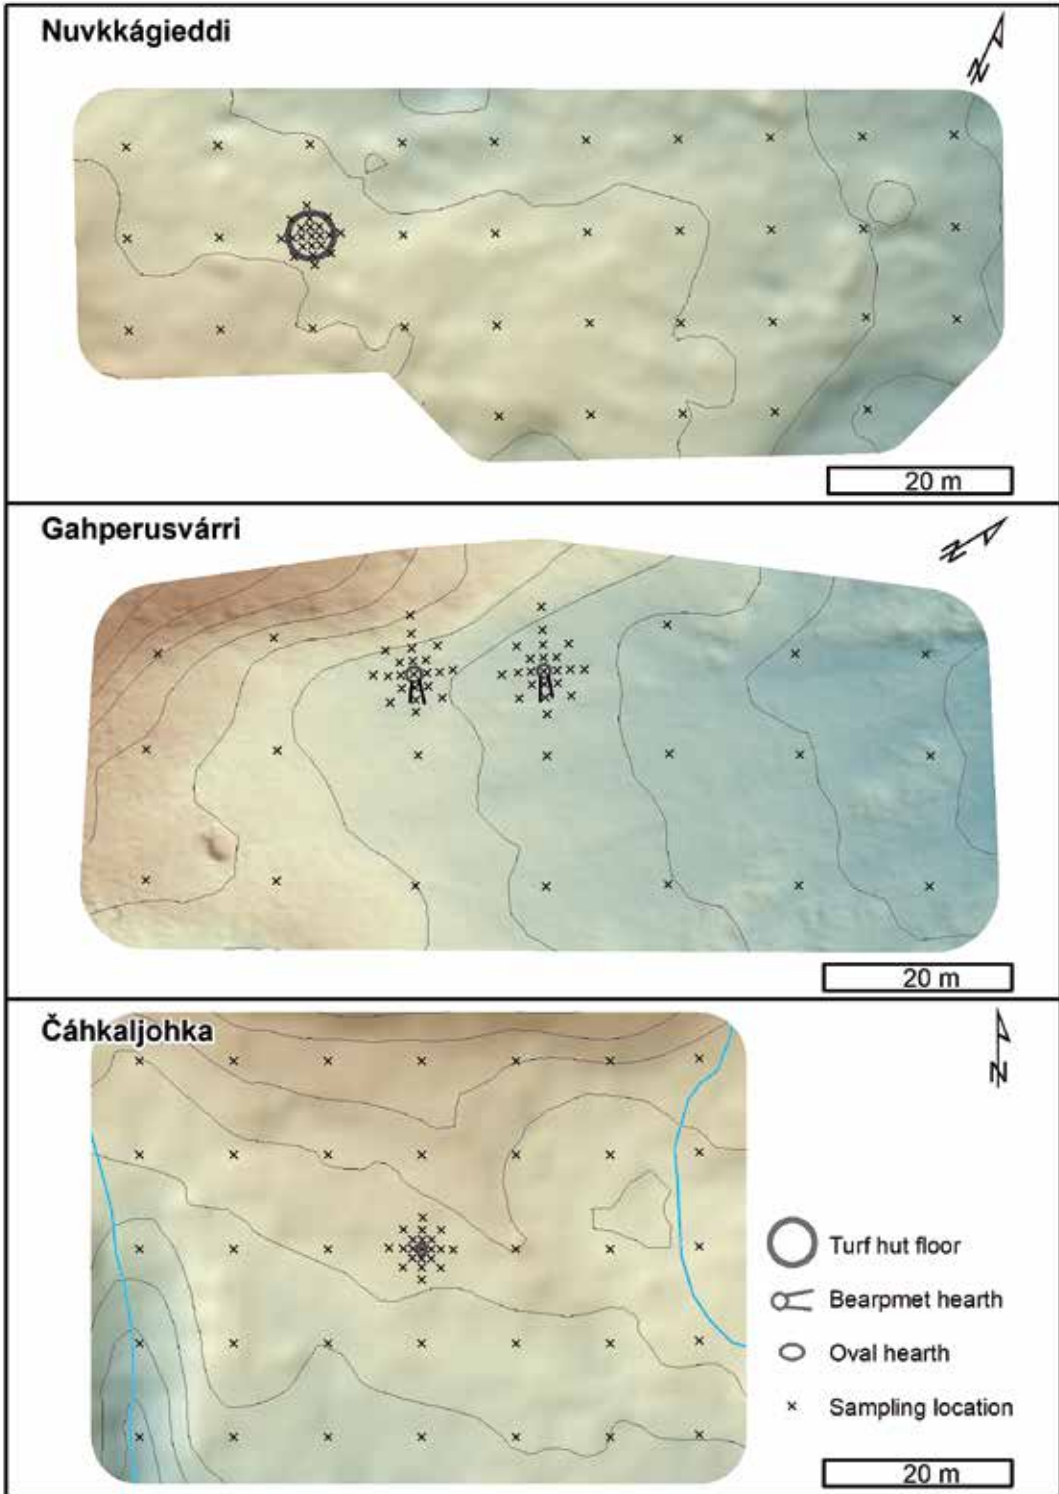 Nuvkkágieddi
N
20 m
Gahperusvárri
N
20 m
Čáhkaljohka
N
Turf hut floor
Bearpmet hearth
Oval hearth
Sampling location
20 m